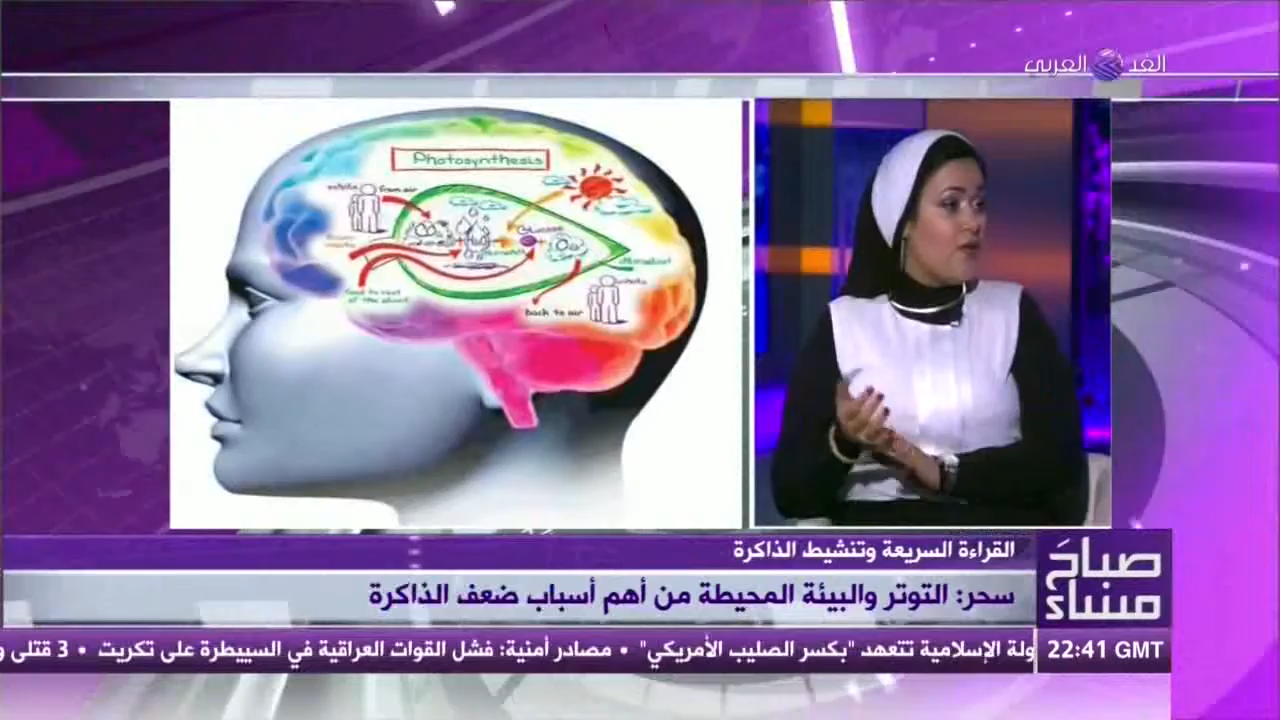 الغد العربي
Photosynthesis
from air
back to air
القراءة السريعة وتنشيط الذاكرة
سحر: التوتر والبيئة المحيطة من أهم أسباب ضعف الذاكرة
صباح
مساء
ولة الإسلامية تتعهد "بكسر الصليب الأمريكي" • مصادر أمنية: فشل القوات العراقية في السيطرة على تكريت • 3 قتلى و
22:41 GMT